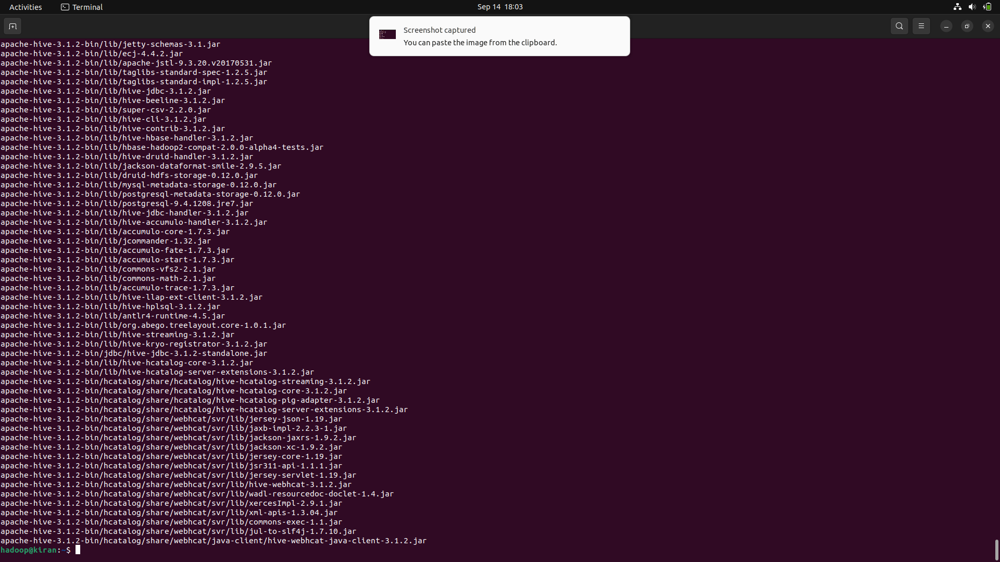 Activities
Terminal
Sep 14  18:03
Screenshot captured
You can paste the image from the clipboard.
apache-hive-3.1.2-bin/lib/jetty-schemas-3.1.jar
apache-hive-3.1.2-bin/lib/ecj-4.4.2.jar
apache-hive-3.1.2-bin/lib/apache-jstl-9.3.20.v20170531.jar
apache-hive-3.1.2-bin/lib/taglibs-standard-spec-1.2.5.jar
apache-hive-3.1.2-bin/lib/taglibs-standard-impl-1.2.5.jar
apache-hive-3.1.2-bin/lib/hive-jdbc-3.1.2.jar
apache-hive-3.1.2-bin/lib/hive-beeline-3.1.2.jar
apache-hive-3.1.2-bin/lib/super-csv-2.2.0.jar
apache-hive-3.1.2-bin/lib/hive-cli-3.1.2.jar
apache-hive-3.1.2-bin/lib/hive-contrib-3.1.2.jar
apache-hive-3.1.2-bin/lib/hive-hbase-handler-3.1.2.jar
apache-hive-3.1.2-bin/lib/hbase-hadoop2-compat-2.0.0-alpha4-tests.jar
apache-hive-3.1.2-bin/lib/hive-druid-handler-3.1.2.jar
apache-hive-3.1.2-bin/lib/jackson-dataformat-smile-2.9.5.jar
apache-hive-3.1.2-bin/lib/druid-hdfs-storage-0.12.0.jar
apache-hive-3.1.2-bin/lib/mysql-metadata-storage-0.12.0.jar
apache-hive-3.1.2-bin/lib/postgresql-metadata-storage-0.12.0.jar
apache-hive-3.1.2-bin/lib/postgresql-9.4.1208.jre7.jar
apache-hive-3.1.2-bin/lib/hive-jdbc-handler-3.1.2.jar
apache-hive-3.1.2-bin/lib/hive-accumulo-handler-3.1.2.jar
apache-hive-3.1.2-bin/lib/accumulo-core-1.7.3.jar
apache-hive-3.1.2-bin/lib/jcommander-1.32.jar
apache-hive-3.1.2-bin/lib/accumulo-fate-1.7.3.jar
apache-hive-3.1.2-bin/lib/accumulo-start-1.7.3.jar
apache-hive-3.1.2-bin/lib/commons-vfs2-2.1.jar
apache-hive-3.1.2-bin/lib/commons-math-2.1.jar
apache-hive-3.1.2-bin/lib/accumulo-trace-1.7.3.jar
apache-hive-3.1.2-bin/lib/hive-llap-ext-client-3.1.2.jar
apache-hive-3.1.2-bin/lib/hive-hplsql-3.1.2.jar
apache-hive-3.1.2-bin/lib/antlr4-runtime-4.5.jar
apache-hive-3.1.2-bin/lib/org.abego.treelayout.core-1.0.1.jar
apache-hive-3.1.2-bin/lib/hive-streaming-3.1.2.jar
apache-hive-3.1.2-bin/lib/hive-kryo-registrator-3.1.2.jar
apache-hive-3.1.2-bin/jdbc/hive-jdbc-3.1.2-standalone.jar
apache-hive-3.1.2-bin/lib/hive-hcatalog-core-3.1.2.jar
apache-hive-3.1.2-bin/lib/hive-hcatalog-server-extensions-3.1.2.jar
apache-hive-3.1.2-bin/hcatalog/share/hcatalog/hive-hcatalog-streaming-3.1.2.jar
apache-hive-3.1.2-bin/hcatalog/share/hcatalog/hive-hcatalog-core-3.1.2.jar
apache-hive-3.1.2-bin/hcatalog/share/hcatalog/hive-hcatalog-pig-adapter-3.1.2.jar
apache-hive-3.1.2-bin/hcatalog/share/hcatalog/hive-hcatalog-server-extensions-3.1.2.jar
apache-hive-3.1.2-bin/hcatalog/share/webhcat/svr/lib/jersey-json-1.19.jar
apache-hive-3.1.2-bin/hcatalog/share/webhcat/svr/lib/jaxb-impl-2.2.3-1.jar
apache-hive-3.1.2-bin/hcatalog/share/webhcat/svr/lib/jackson-jaxrs-1.9.2.jar
apache-hive-3.1.2-bin/hcatalog/share/webhcat/svr/lib/jackson-xc-1.9.2.jar
apache-hive-3.1.2-bin/hcatalog/share/webhcat/svr/lib/jersey-core-1.19.jar
apache-hive-3.1.2-bin/hcatalog/share/webhcat/svr/lib/jsr311-api-1.1.1.jar
apache-hive-3.1.2-bin/hcatalog/share/webhcat/svr/lib/jersey-servlet-1.19.jar
apache-hive-3.1.2-bin/hcatalog/share/webhcat/svr/lib/hive-webhcat-3.1.2.jar
apache-hive-3.1.2-bin/hcatalog/share/webhcat/svr/lib/wadl-resourcedoc-doclet-1.4.jar
apache-hive-3.1.2-bin/hcatalog/share/webhcat/svr/lib/xercesImpl-2.9.1.jar
apache-hive-3.1.2-bin/hcatalog/share/webhcat/svr/lib/xml-apis-1.3.04.jar
apache-hive-3.1.2-bin/hcatalog/share/webhcat/svr/lib/commons-exec-1.1.jar
apache-hive-3.1.2-bin/hcatalog/share/webhcat/svr/lib/jul-to-slf4j-1.7.10.jar
apache-hive-3.1.2-bin/hcatalog/share/webhcat/java-client/hive-webhcat-java-client-3.1.2.jar
hadoop@kiran:~$